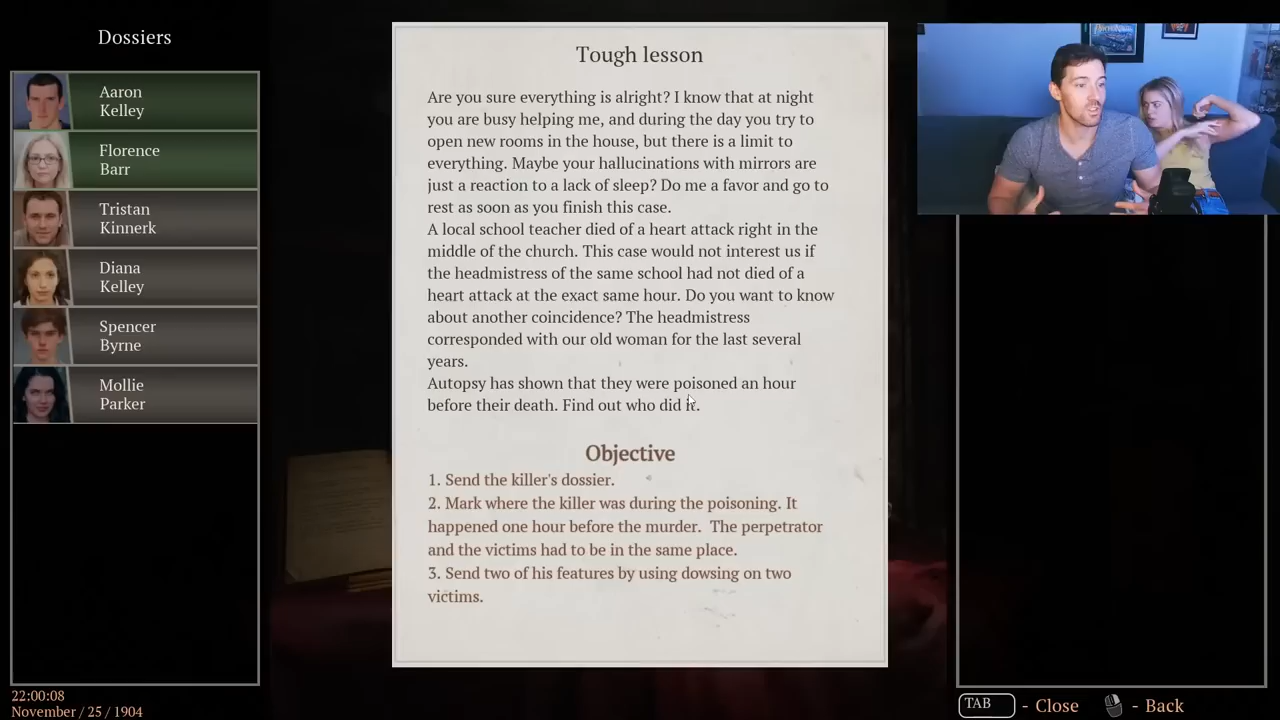 Dossiers
Aaron
Kelley
Florence
Barr
Tristan
Kinnerk
Diana
Kelley
Spencer
Byrne
Mollie
Parker
22:00:08
November / 25 / 1904
Tough lesson
Are you sure everything is alright? I know that at night
you are busy helping me, and during the day you try to
open new rooms in the house, but there is a limit to
everything. Maybe your hallucinations with mirrors are
just a reaction to a lack of sleep? Do me a favor and go to
rest as soon as you finish this case.
A local school teacher died of a heart attack right in the
middle of the church. This case would not interest us if
the headmistress of the same school had not died of a
heart attack at the exact same hour. Do you want to know
about another coincidence? The headmistress
corresponded with our old woman for the last several
years.
Autopsy has shown that they were poisoned an hour
before their death. Find out who did it.
Objective
1. Send the killer's dossier.
2. Mark where the killer was during the poisoning. It
happened one hour before the murder. The perpetrator
and the victims had to be in the same place.
3. Send two of his features by using dowsing on two
victims.
TAB - Close - Back